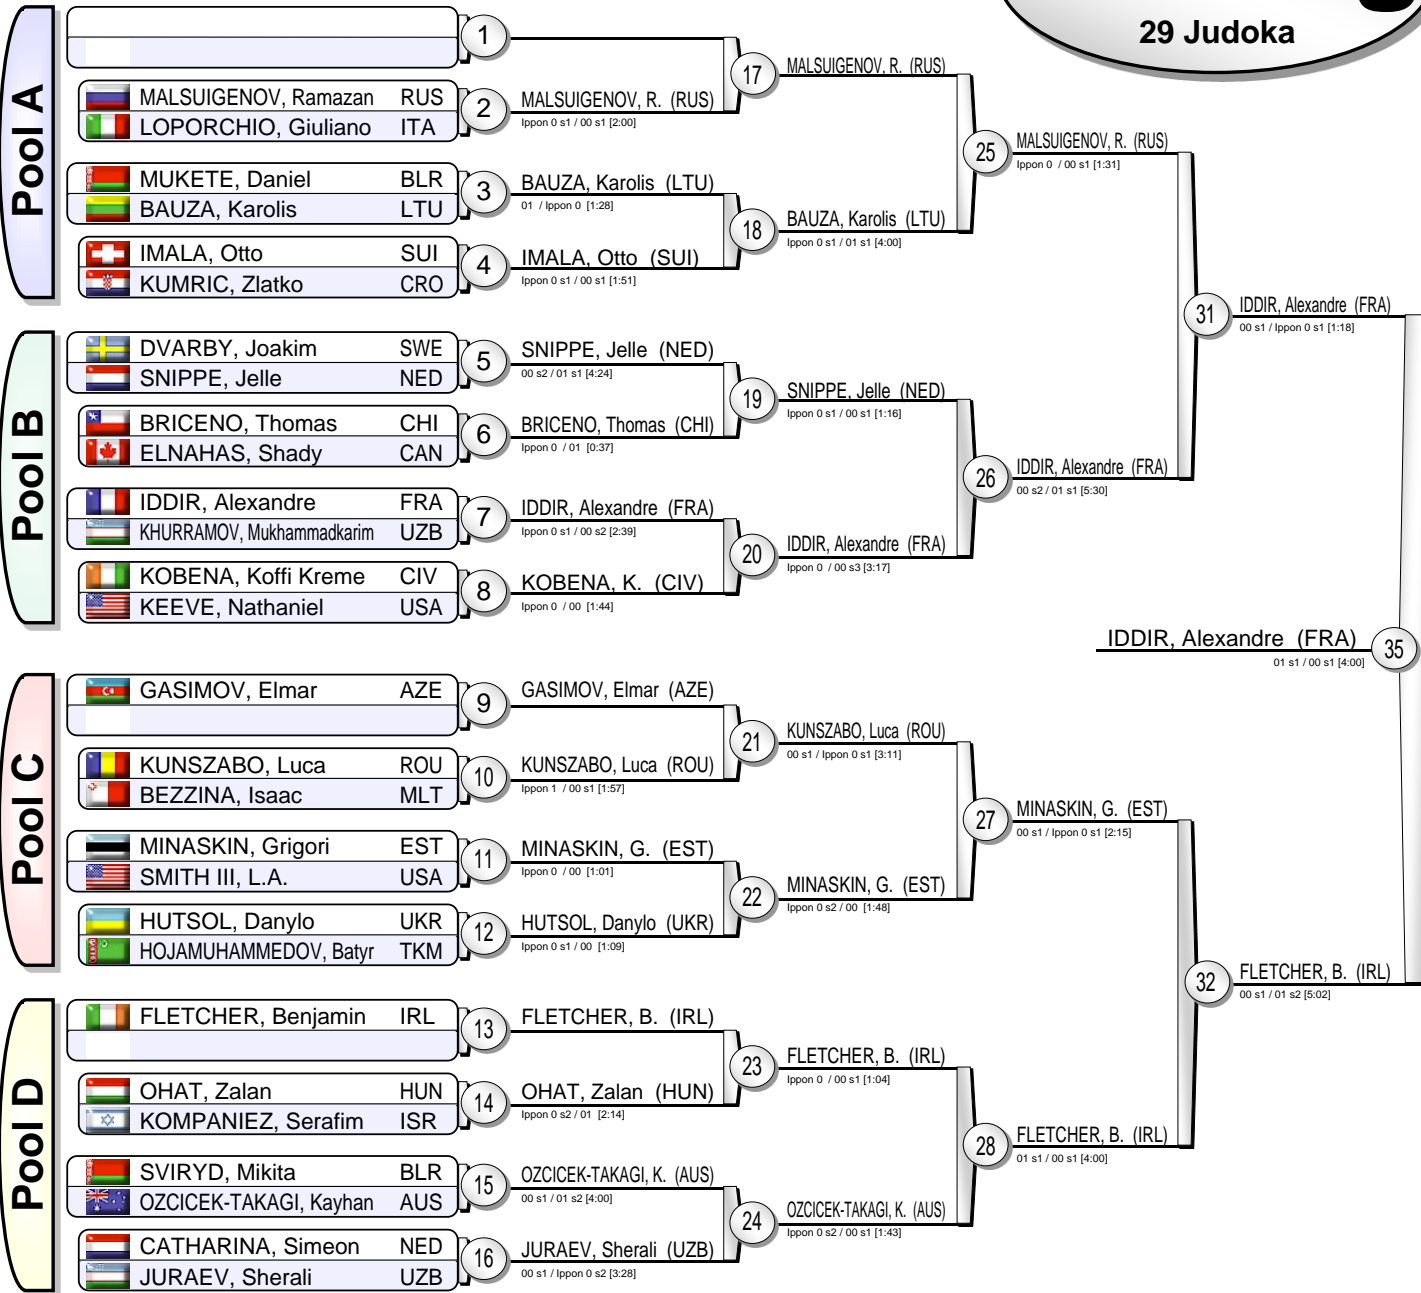 29 Judoka
Pool A
1
MALSUIGENOV, Ramazan RUS
LOPORCHIO, Giuliano ITA
2
MALSUIGENOV, R. (RUS)
Ippon 0 s1 / 00 s1 [2:00]
17
MALSUIGENOV, R. (RUS)
MUKETE, Daniel BLR
BAUZA, Karolis LTU
3
BAUZA, Karolis (LTU)
01 / Ippon 0 [1:28]
IMALA, Otto SUI
KUMRIC, Zlatko CRO
4
IMALA, Otto (SUI)
Ippon 0 s1 / 00 s1 [1:51]
18
BAUZA, Karolis (LTU)
Ippon 0 s1 / 01 s1 [4:00]
25
MALSUIGENOV, R. (RUS)
Ippon 0 / 00 s1 [1:31]
Pool B
DVARBY, Joakim SWE
SNIPPE, Jelle NED
5
SNIPPE, Jelle (NED)
00 s2 / 01 s1 [4:24]
BRICENO, Thomas CHI
ELNAHAS, Shady CAN
6
BRICENO, Thomas (CHI)
Ippon 0 / 01 [0:37]
19
SNIPPE, Jelle (NED)
Ippon 0 s1 / 00 s1 [1:16]
IDDIR, Alexandre FRA
KHURRAMOV, Mukhammadkarim UZB
7
IDDIR, Alexandre (FRA)
Ippon 0 s1 / 00 s2 [2:39]
KOBENA, Koffi Kreme CIV
KEEVE, Nathaniel USA
8
KOBENA, K. (CIV)
Ippon 0 / 00 [1:44]
20
IDDIR, Alexandre (FRA)
Ippon 0 / 00 s3 [3:17]
26
IDDIR, Alexandre (FRA)
00 s2 / 01 s1 [5:30]
31
IDDIR, Alexandre (FRA)
00 s1 / Ippon 0 s1 [1:18]
IDDIR, Alexandre (FRA)
01 s1 / 00 s1 [4:00]
35
Pool C
GASIMOV, Elmar AZE
9
GASIMOV, Elmar (AZE)
KUNSZABO, Luca ROU
BEZZINA, Isaac MLT
10
KUNSZABO, Luca (ROU)
Ippon 1 / 00 s1 [1:57]
21
KUNSZABO, Luca (ROU)
00 s1 / Ippon 0 s1 [3:11]
MINASKIN, Grigori EST
SMITH III, L.A. USA
11
MINASKIN, G. (EST)
Ippon 0 / 00 [1:01]
HUTSOL, Danylo UKR
HOJAMUHAMMEDOV, Batyr TKM
12
HUTSOL, Danylo (UKR)
Ippon 0 s1 / 00 [1:09]
22
MINASKIN, G. (EST)
Ippon 0 s2 / 00 [1:48]
27
MINASKIN, G. (EST)
00 s1 / Ippon 0 s1 [2:15]
Pool D
FLETCHER, Benjamin IRL
13
FLETCHER, B. (IRL)
OHAT, Zalan HUN
KOMPANIEZ, Serafim ISR
14
OHAT, Zalan (HUN)
Ippon 0 s2 / 01 [2:14]
23
FLETCHER, B. (IRL)
Ippon 0 / 00 s1 [1:04]
SVIRYD, Mikita BLR
OZCICEK-TAKAGI, Kayhan AUS
15
OZCICEK-TAKAGI, K. (AUS)
00 s1 / 01 s2 [4:00]
CATHARINA, Simeon NED
JURAEV, Sherali UZB
16
JURAEV, Sherali (UZB)
00 s1 / Ippon 0 s2 [3:28]
24
OZCICEK-TAKAGI, K. (AUS)
Ippon 0 s2 / 00 s1 [1:43]
28
FLETCHER, B. (IRL)
01 s1 / 00 s1 [4:00]
32
FLETCHER, B. (IRL)
00 s1 / 01 s2 [5:02]